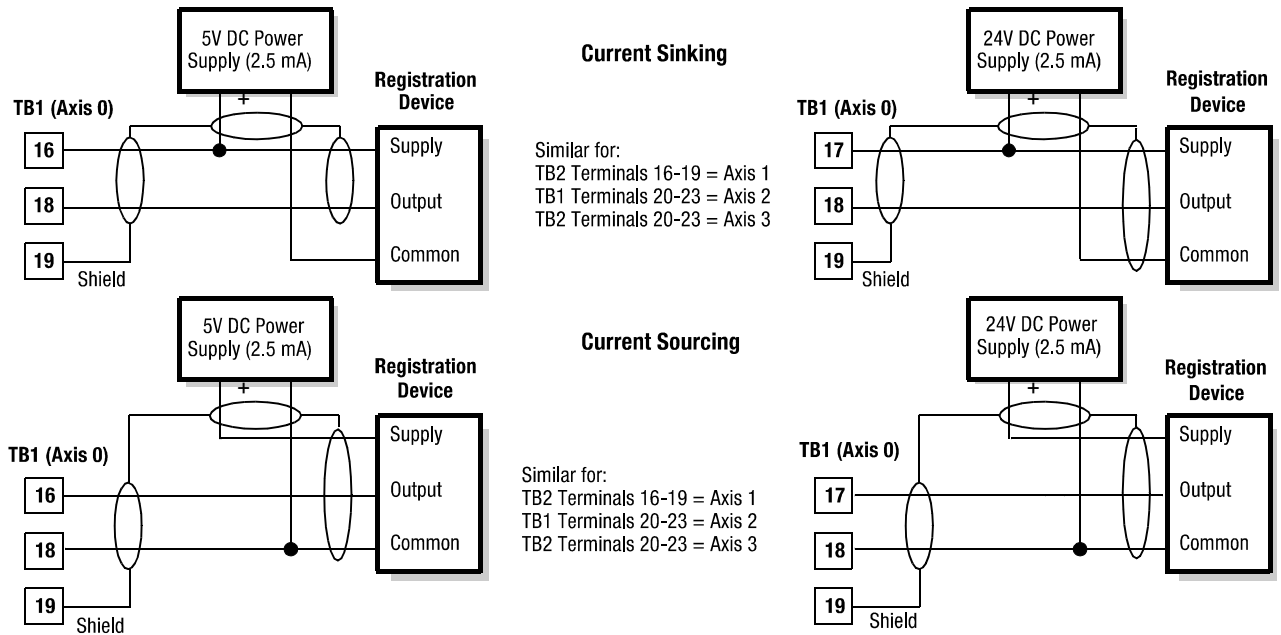 5V DC Power
Supply (2.5 mA)
+
Registration
Device
TB1 (Axis 0)
16
18
19
Shield
Supply
Output
Common
Current Sinking
Similar for:
TB2 Terminals 16-19 = Axis 1
TB1 Terminals 20-23 = Axis 2
TB2 Terminals 20-23 = Axis 3
24V DC Power
Supply (2.5 mA)
+
Registration
Device
TB1 (Axis 0)
17
18
19
Shield
Supply
Output
Common
5V DC Power
Supply (2.5 mA)
+
Registration
Device
TB1 (Axis 0)
16
18
19
Shield
Supply
Output
Common
Current Sourcing
Similar for:
TB2 Terminals 16-19 = Axis 1
TB1 Terminals 20-23 = Axis 2
TB2 Terminals 20-23 = Axis 3
24V DC Power
Supply (2.5 mA)
+
Registration
Device
TB1 (Axis 0)
17
18
19
Shield
Supply
Output
Common